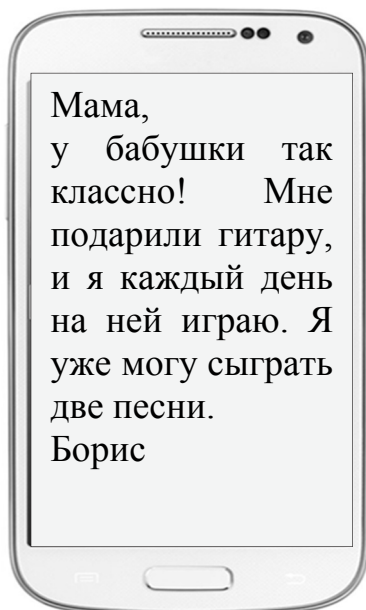 Мама,
у бабушки так
классно! Мне
подарили гитару,
и я каждый день
на ней играю. Я
уже могу сыграть
две песни.
Борис